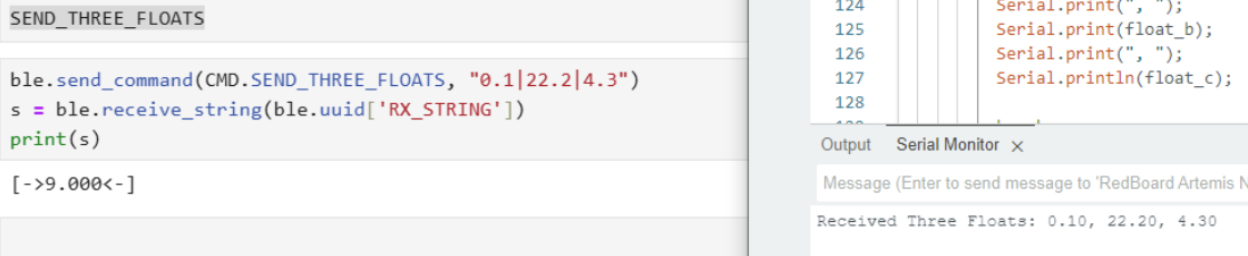 SEND_THREE_FLOATS
ble.send_command(CMD.SEND_THREE_FLOATS, "0.1|22.2|4.3")
s = ble.receive_string(ble.uuid['RX_STRING'])
print(s)
[->9.000<-]
124 Serial.print(", ");
125 Serial.print(float_b);
126 Serial.print(", ");
127 Serial.println(float_c);
128
Output Serial Monitor ×
Message (Enter to send message to 'RedBoard Artemis N
Received Three Floats: 0.10, 22.20, 4.30